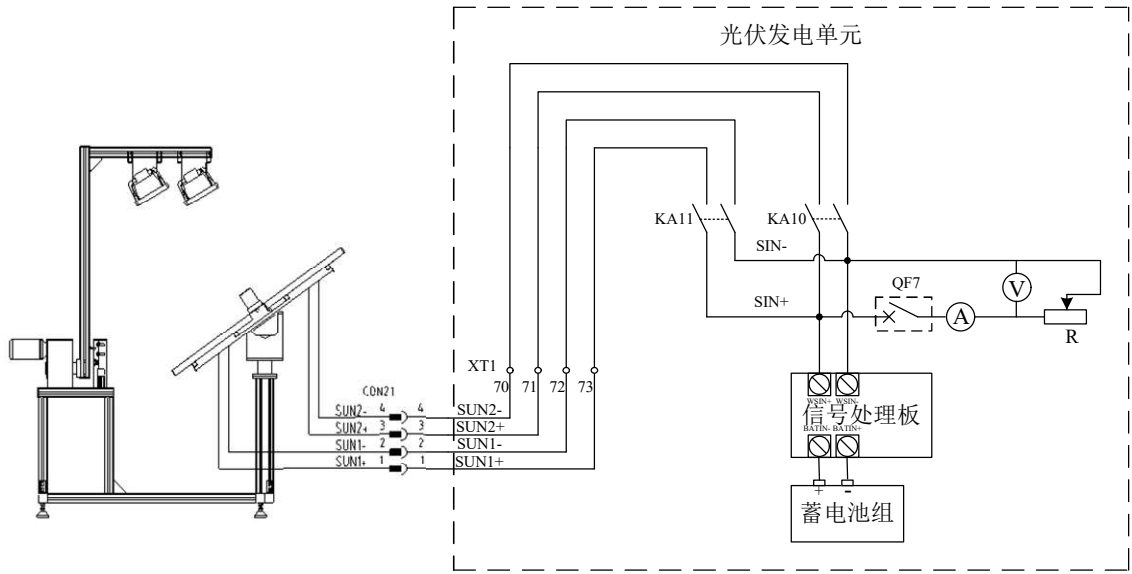 光伏发电单元
KA11
KA10
SIN-
SIN+
QF7
A
V
R
XT1
70 71 72 73
CON21
SUN2- 4 4 SUN2-
SUN2+ 3 3 SUN2+
SUN1- 2 2 SUN1-
SUN1+ 1 1 SUN1+
WSIN+ WSIN-
信号处理板
BATIN- BATIN+
+ -
蓄电池组